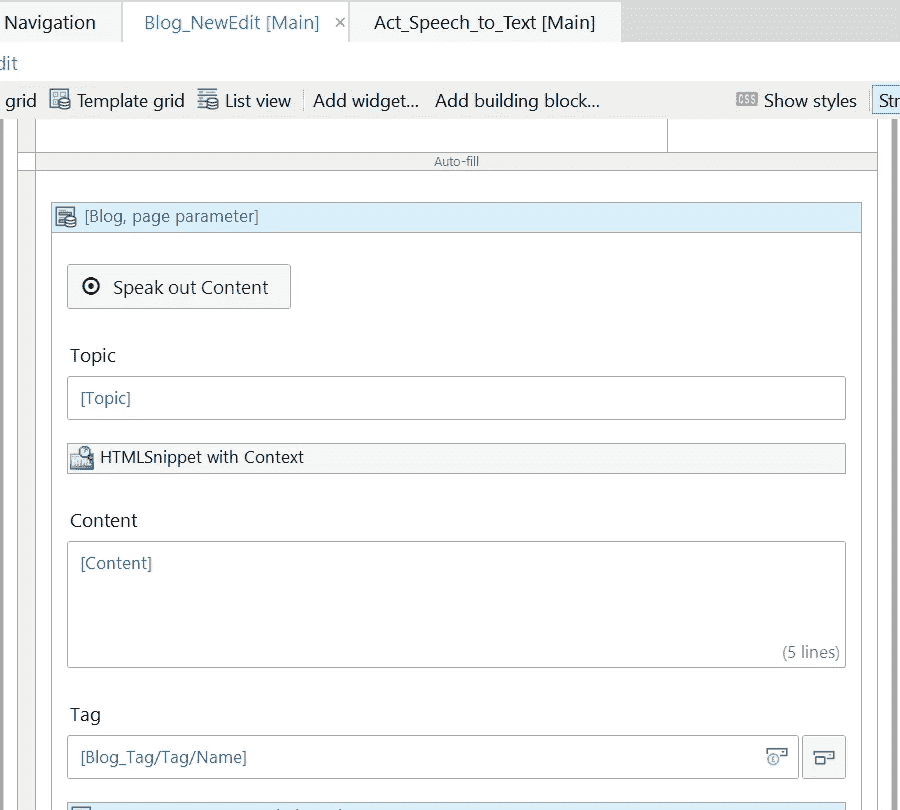 Navigation
Blog_NewEdit [Main] ×
Act_Speech_to_Text [Main]
dit
grid
Template grid
List view
Add widget...
Add building block...
CSS
Show styles
Str
Auto-fill
[Blog, page parameter]
Speak out Content
Topic
[Topic]
HTMLSnippet with Context
Content
[Content]
(5 lines)
Tag
[Blog_Tag/Tag/Name]